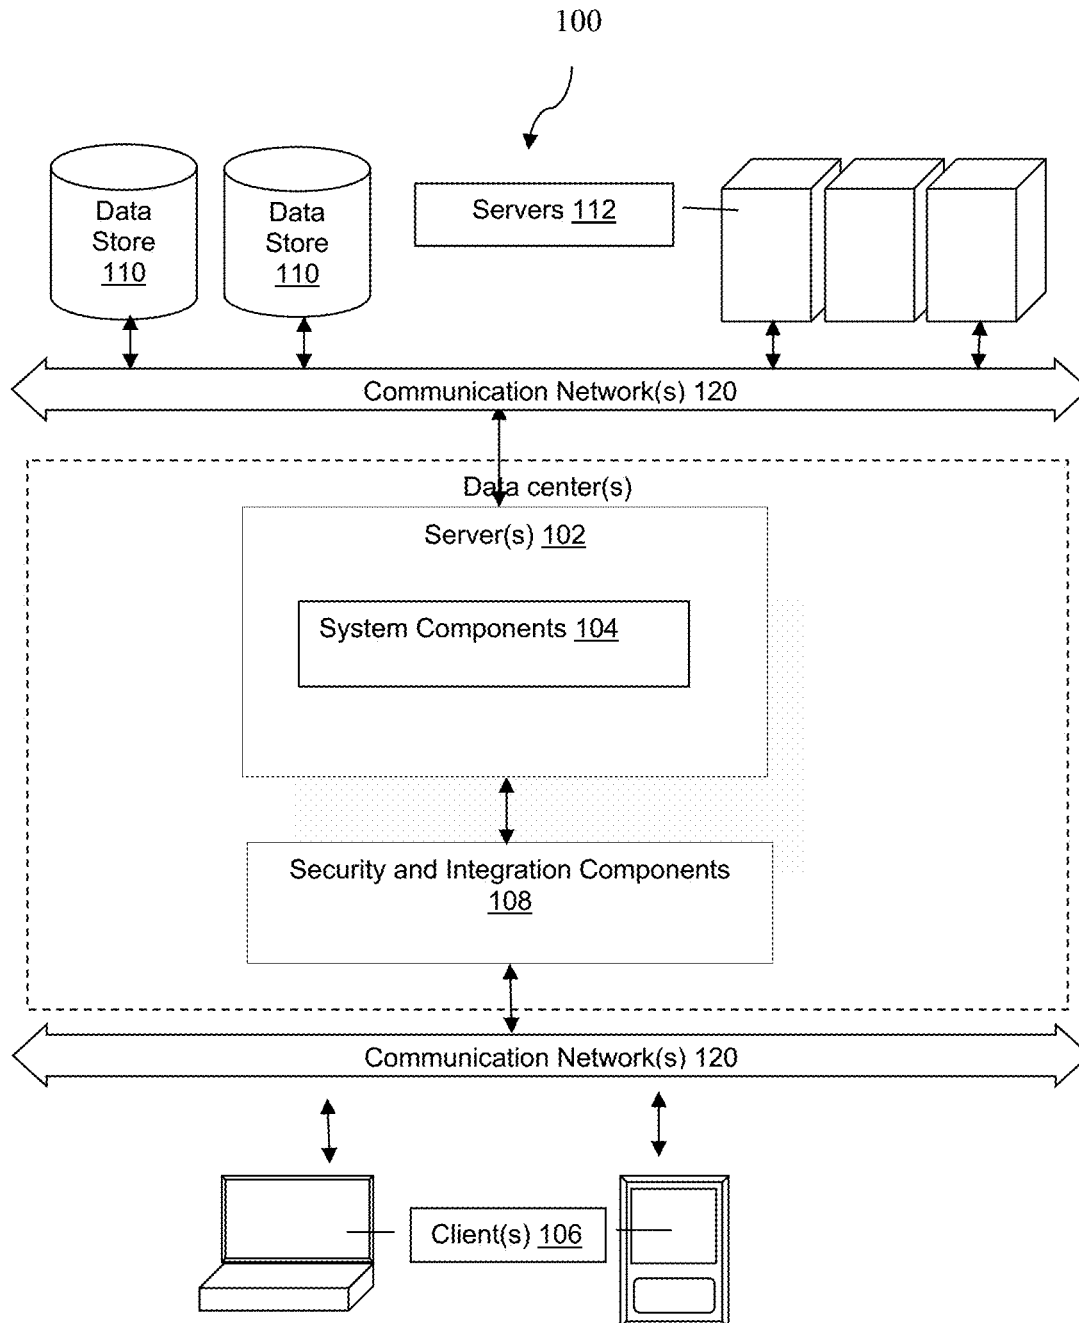 100
Data
Store
110
Data
Store
110
Servers 112
Communication Network(s) 120
Data center(s)
Server(s) 102
System Components 104
Security and Integration Components
108
Communication Network(s) 120
Client(s) 106